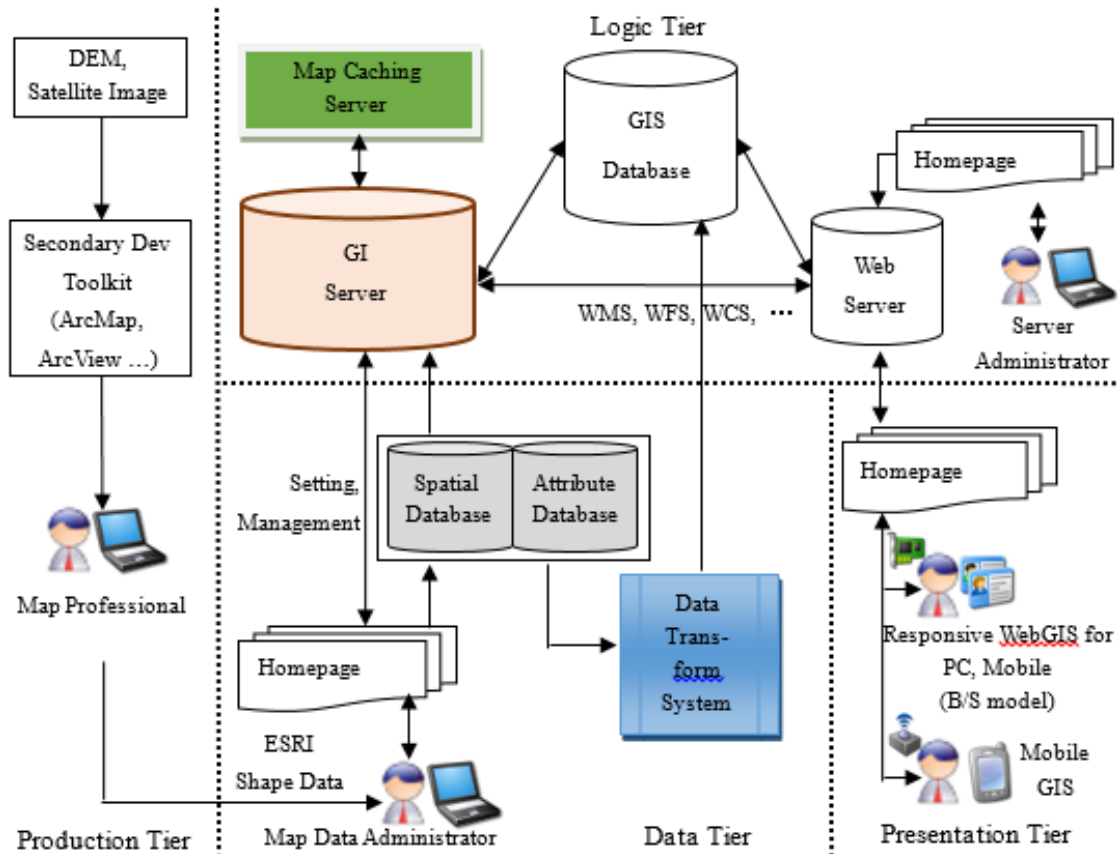 Logic Tier
DEM,
Satellite Image
Map Caching
Server
GIS
Database
Homepage
Secondary Dev
Toolkit
(ArcMap,
ArcView ...)
GI
Server
Web
Server
WMS, WFS, WCS, ...
Server
Administrator
Map Professional
Setting,
Management
Spatial
Database
Attribute
Database
Homepage
Data
Trans-
form
System
Homepage
Responsive WebGIS for
PC, Mobile
(B/S model)
ESRI
Shape Data
Mobile
GIS
Map Data Administrator
Production Tier
Data Tier
Presentation Tier